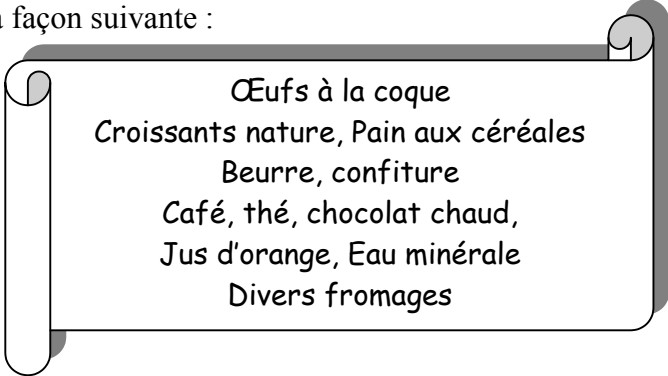 façon suivante :
Œufs à la coque
Croissants nature, Pain aux céréales
Beurre, confiture
Café, thé, chocolat chaud,
Jus d’orange, Eau minérale
Divers fromages